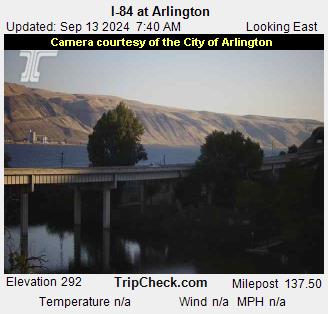 I-84 at Arlington
Updated: Sep 13 2024 7:40 AM Looking East
Camera courtesy of the City of Arlington
Elevation 292 TripCheck.com Milepost 137.50
Temperature n/a Wind n/a MPH n/a